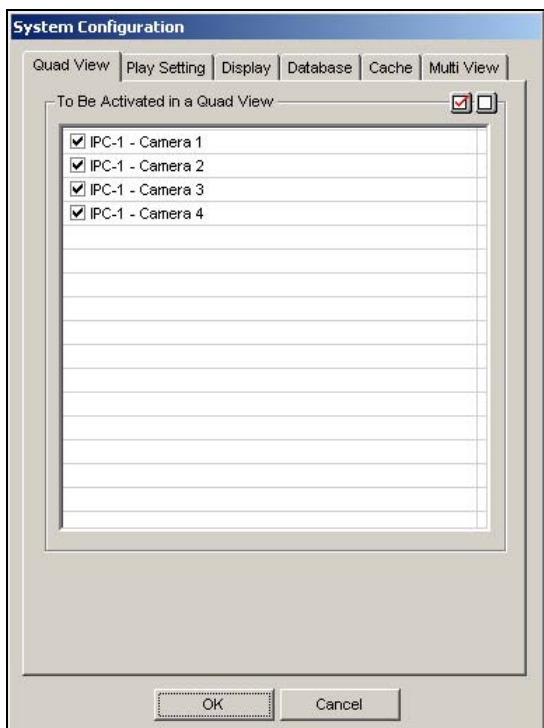 System Configuration
Quad View Play Setting Display Database Cache Multi View
To Be Activated in a Quad View
IPC-1 - Camera 1
IPC-1 - Camera 2
IPC-1 - Camera 3
IPC-1 - Camera 4
OK Cancel